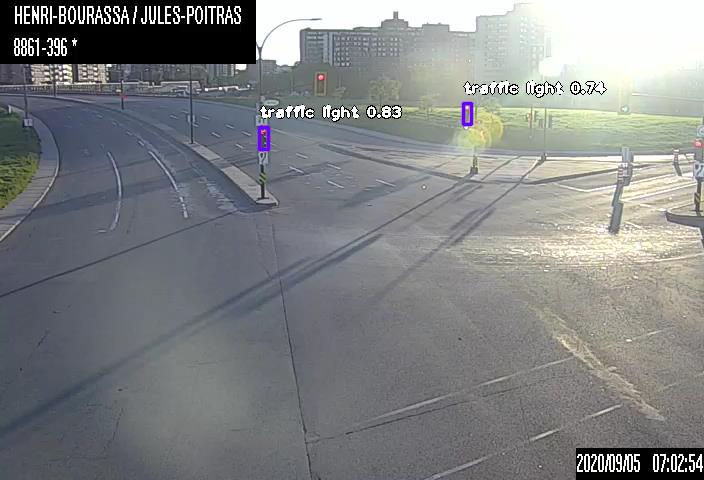 HENRI-BOURASSA / JULES-POITRAS
8861-396 *
traffic light 0.74
traffic light 0.83
2020/09/05 07:02:54